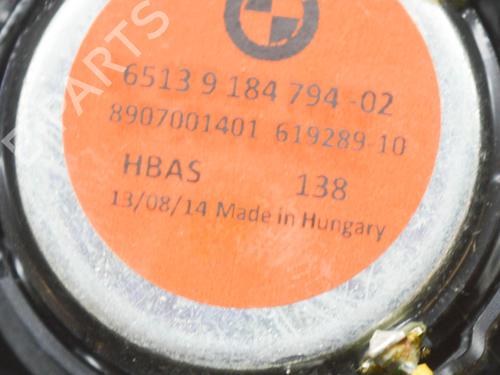 6513 9 184 794-02
8907001401 619289-10
HBAS 138
13/08/14 Made in Hungary